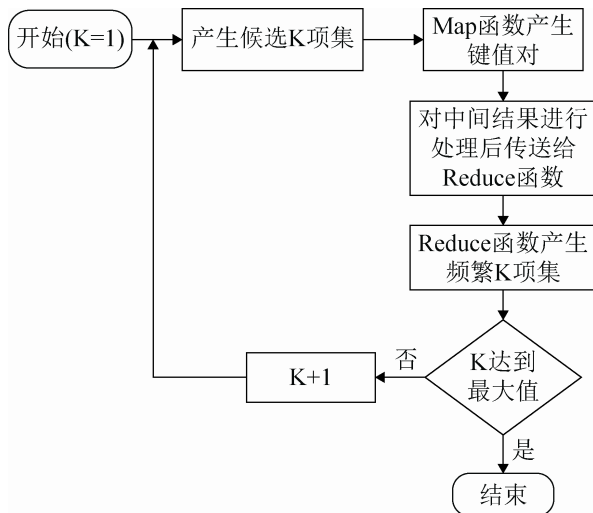 开始(K=1)
产生候选K项集
Map函数产生
键值对
对中间结果进行
处理后传送给
Reduce函数
Reduce函数产生
频繁K项集
K达到
最大值
否
K+1
是
结束